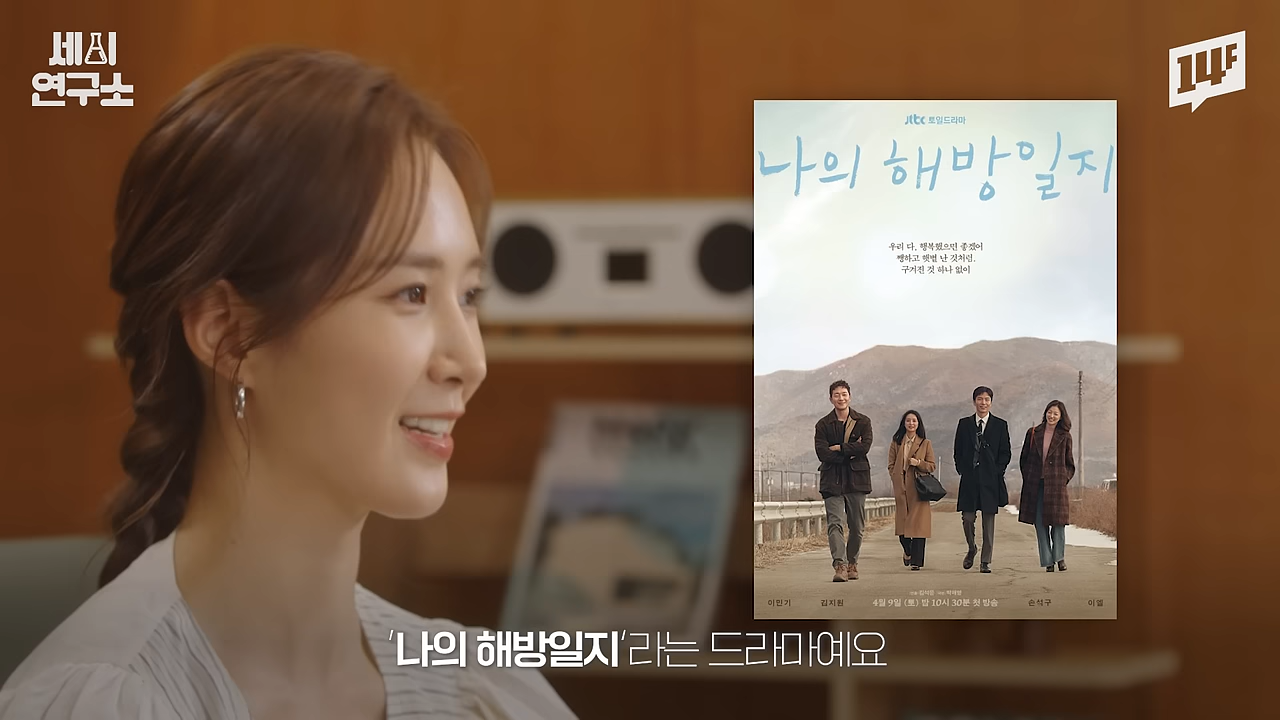 세시
연구소
14F
jtbc 토일드라마
나의 해방일지
우리 다, 행복했으면 좋겠어
쨍하고 햇볕 난 것처럼.
구겨진 것 하나 없이
이민기 김지원 4월 9일 (토) 밤 10시 30분 첫 방송 손석구 이엘
'나의 해방일지'라는 드라마예요